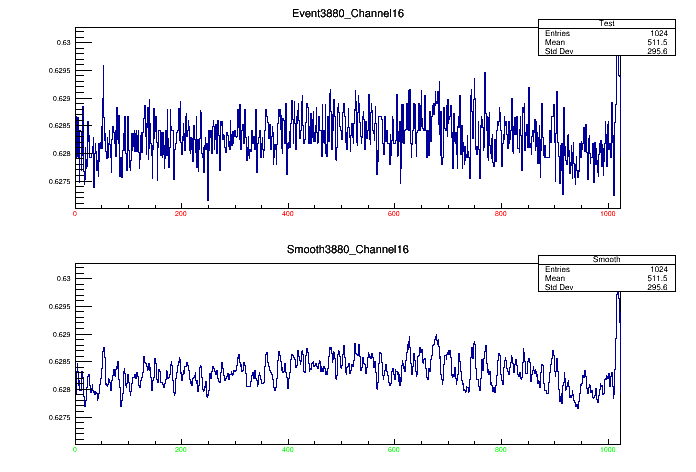 Event3880_Channel16
Test
Entries 1024
Mean 511.5
Std Dev 295.6
0.63
0.6295
0.629
0.6285
0.628
0.6275
0 200 400 600 800 1000
Smooth3880_Channel16
Smooth
Entries 1024
Mean 511.5
Std Dev 295.6
0.63
0.6295
0.629
0.6285
0.628
0.6275
0 200 400 600 800 1000